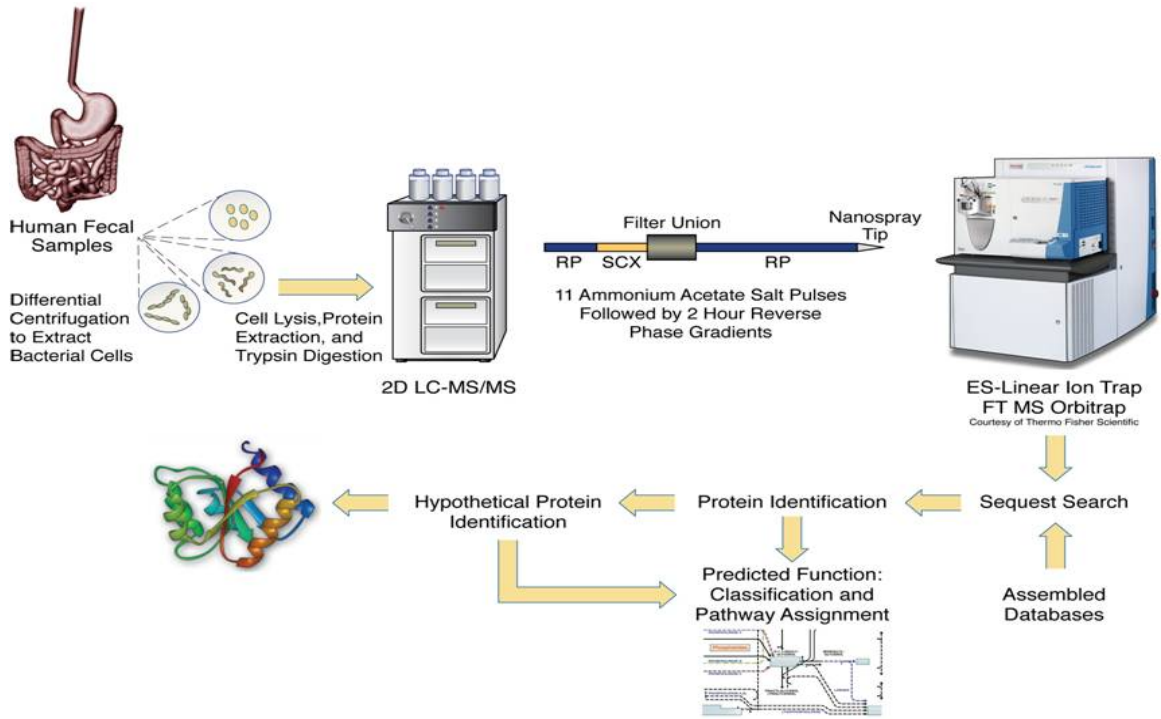 Human Fecal
Samples
Differential
Centrifugation
to Extract
Bacterial Cells
Cell Lysis,Protein
Extraction, and
Trypsin Digestion
2D LC-MS/MS
Filter Union
Nanospray
Tip
RP
SCX
RP
11 Ammonium Acetate Salt Pulses
Followed by 2 Hour Reverse
Phase Gradients
ES-Linear Ion Trap
FT MS Orbitrap
Courtesy of Thermo Fisher Scientific
Sequest Search
Assembled
Databases
Protein Identification
Hypothetical Protein
Identification
Predicted Function:
Classification and
Pathway Assignment